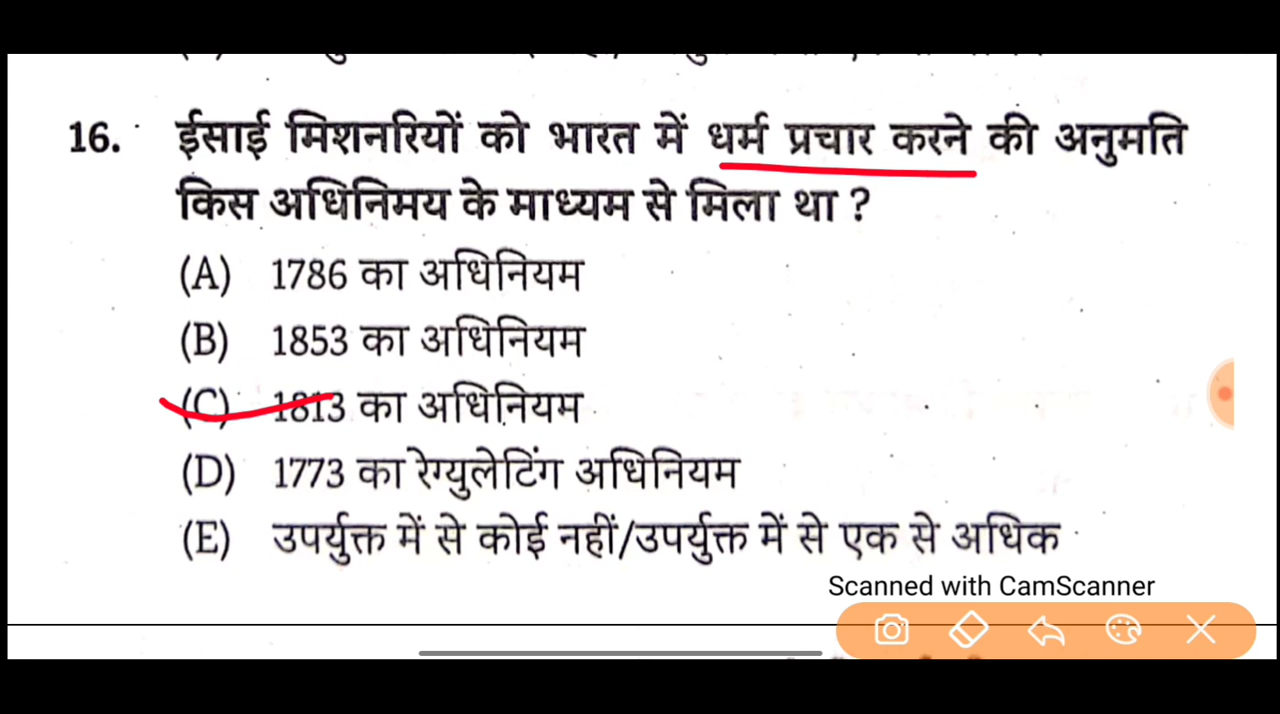 16. ईसाई मिशनरियों को भारत में धर्म प्रचार करने की अनुमति
किस अधिनिमय के माध्यम से मिला था ?
(A) 1786 का अधिनियम
(B) 1853 का अधिनियम
(C) 1813 का अधिनियम
(D) 1773 का रेग्युलेटिंग अधिनियम
(E) उपर्युक्त में से कोई नहीं/उपर्युक्त में से एक से अधिक
Scanned with CamScanner